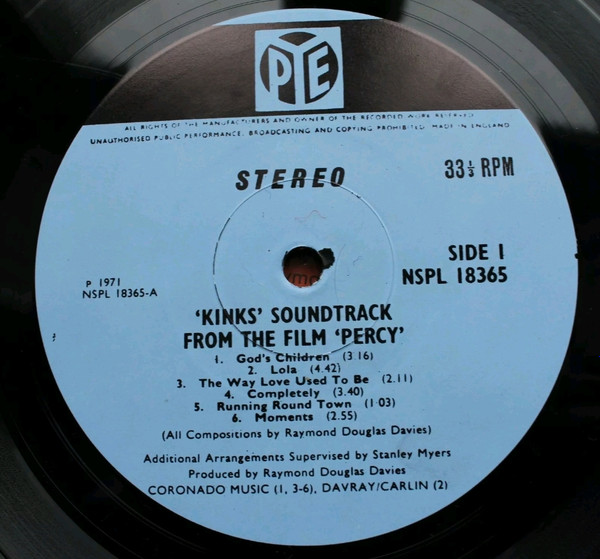 PYE
ALL RIGHTS OF THE MANUFACTURERS AND OWNER OF THE RECORDED WORK RESERVED
UNAUTHORISED PUBLIC PERFORMANCE, BROADCASTING AND COPYING PROHIBITED. MADE IN ENGLAND
STEREO
33⅓ RPM
SIDE 1
NSPL 18365
P 1971
NSPL 18365-A
'KINKS' SOUNDTRACK
FROM THE FILM 'PERCY'
1. God's Children (3.16)
2. Lola (4.42)
3. The Way Love Used To Be (2.11)
4. Completely (3.40)
5. Running Round Town (1·03)
6. Moments (2.55)
(All Compositions by Raymond Douglas Davies)
Additional Arrangements Supervised by Stanley Myers
Produced by Raymond Douglas Davies
CORONADO MUSIC (1, 3-6), DAVRAY/CARLIN (2)